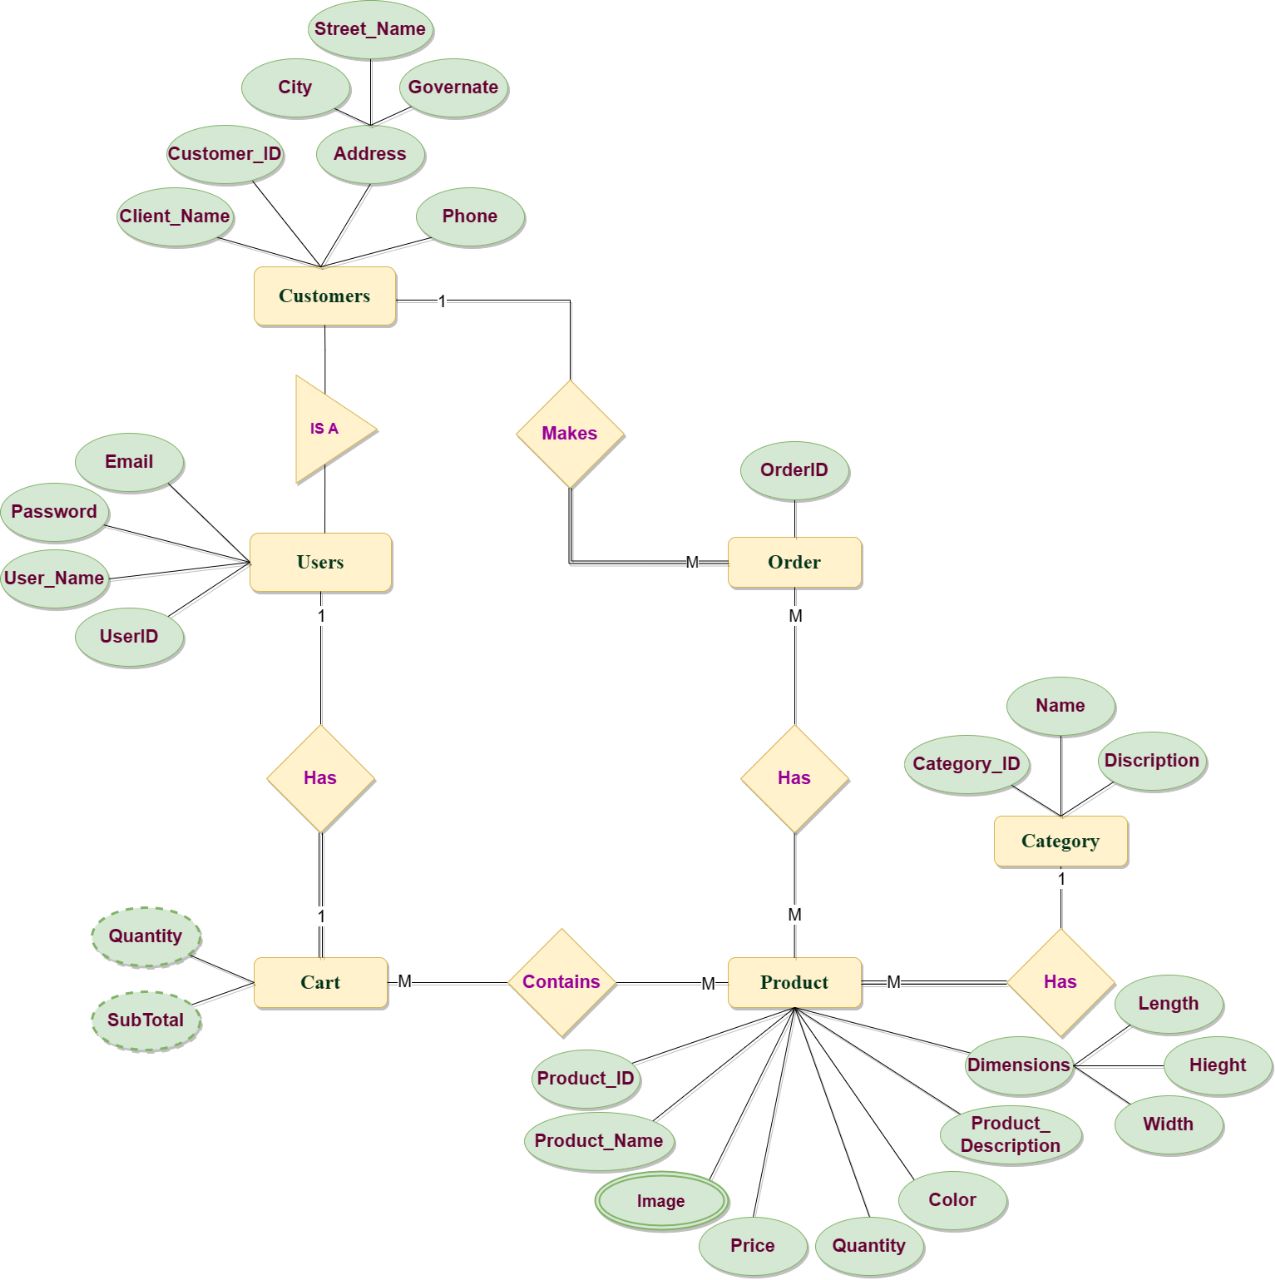 Street_Name
City
Governate
Customer_ID
Address
Client_Name
Phone
Customers
1
IS A
Makes
Email
OrderID
Password
Users
M
Order
User_Name
1
M
UserID
Name
Category_ID
Discription
Has
Has
Category
1
1
M
Quantity
Cart
M
Contains
M
Product
M
Has
SubTotal
Length
Product_ID
Dimensions
Hieght
Product_Name
Product_
Description
Width
Image
Color
Price
Quantity